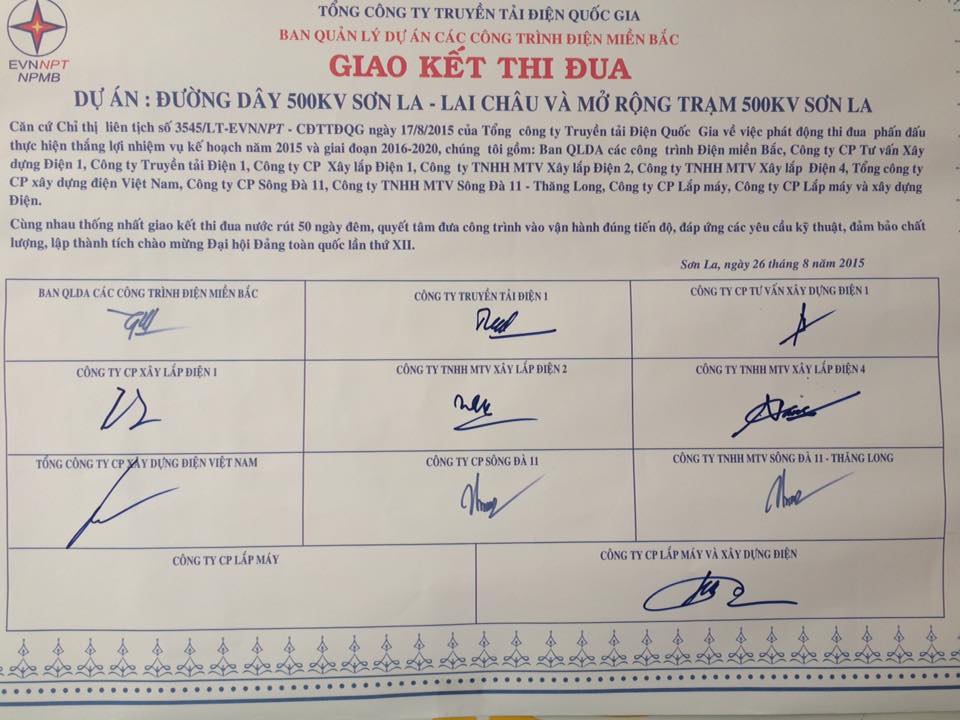 TỔNG CÔNG TY TRUYỀN TẢI ĐIỆN QUỐC GIA
BAN QUẢN LÝ DỰ ÁN CÁC CÔNG TRÌNH ĐIỆN MIỀN BẮC
EVNNPT
NPMB
GIAO KẾT THI ĐUA
DỰ ÁN : ĐƯỜNG DÂY 500KV SƠN LA - LAI CHÂU VÀ MỞ RỘNG TRẠM 500KV SƠN LA
Căn cứ Chỉ thị liên tịch số 3545/LT-EVNNPT - CĐTTĐQG ngày 17/8/2015 của Tổng công ty Truyền tải Điện Quốc Gia về việc phát động thi đua phấn đấu
thực hiện thắng lợi nhiệm vụ kế hoạch năm 2015 và giai đoạn 2016-2020, chúng tôi gồm: Ban QLDA các công trình Điện miền Bắc, Công ty CP Tư vấn Xây
dựng Điện 1, Công ty Truyền tải Điện 1, Công ty CP Xây lắp Điện 1, Công ty TNHH MTV Xây lắp Điện 2, Công ty TNHH MTV Xây lắp Điện 4, Tổng công ty
CP xây dựng điện Việt Nam, Công ty CP Sông Đà 11, Công ty TNHH MTV Sông Đà 11 - Thăng Long, Công ty CP Lắp máy, Công ty CP Lắp máy và xây dựng
Điện.
Cùng nhau thống nhất giao kết thi đua nước rút 50 ngày đêm, quyết tâm đưa công trình vào vận hành đúng tiến độ, đáp ứng các yêu cầu kỹ thuật, đảm bảo chất
lượng, lập thành tích chào mừng Đại hội Đảng toàn quốc lần thứ XII.
Sơn La, ngày 26 tháng 8 năm 2015
BAN QLDA CÁC CÔNG TRÌNH ĐIỆN MIỀN BẮC
CÔNG TY TRUYỀN TẢI ĐIỆN 1
CÔNG TY CP TƯ VẤN XÂY DỰNG ĐIỆN 1
CÔNG TY CP XÂY LẮP ĐIỆN 1
CÔNG TY TNHH MTV XÂY LẮP ĐIỆN 2
CÔNG TY TNHH MTV XÂY LẮP ĐIỆN 4
TỔNG CÔNG TY CP XÂY DỰNG ĐIỆN VIỆT NAM
CÔNG TY CP SÔNG ĐÀ 11
CÔNG TY TNHH MTV SÔNG ĐÀ 11 - THĂNG LONG
CÔNG TY CP LẮP MÁY
CÔNG TY CP LẮP MÁY VÀ XÂY DỰNG ĐIỆN